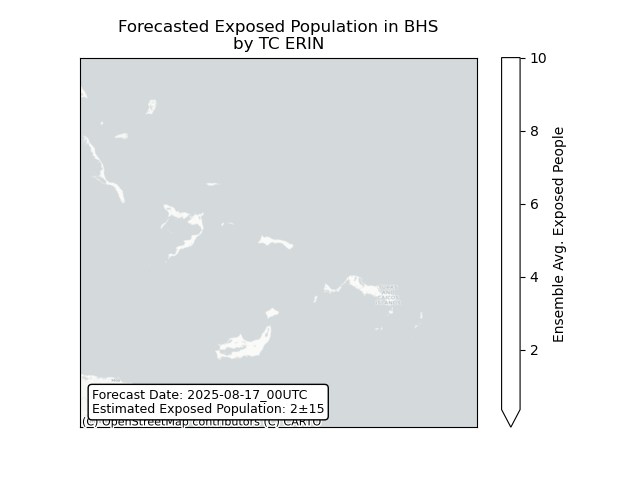 Forecasted Exposed Population in BHS
by TC ERIN
10
8
6
4
2
Ensemble Avg. Exposed People
Forecast Date: 2025-08-17_00UTC
Estimated Exposed Population: 2±15
(C) OpenStreetMap contributors (C) CARTO